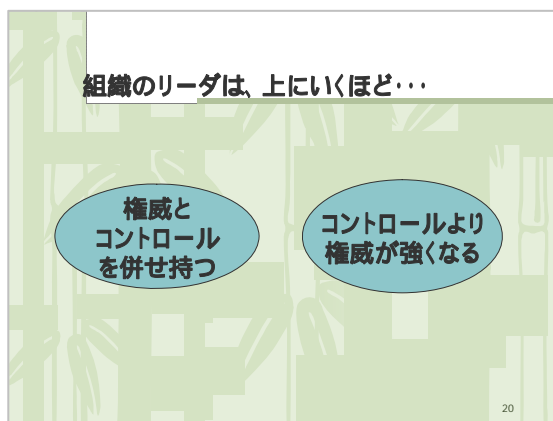 組織のリーダは、上にいくほど・・・
権威と
コントロール
を併せ持つ
コントロールより
権威が強くなる
20